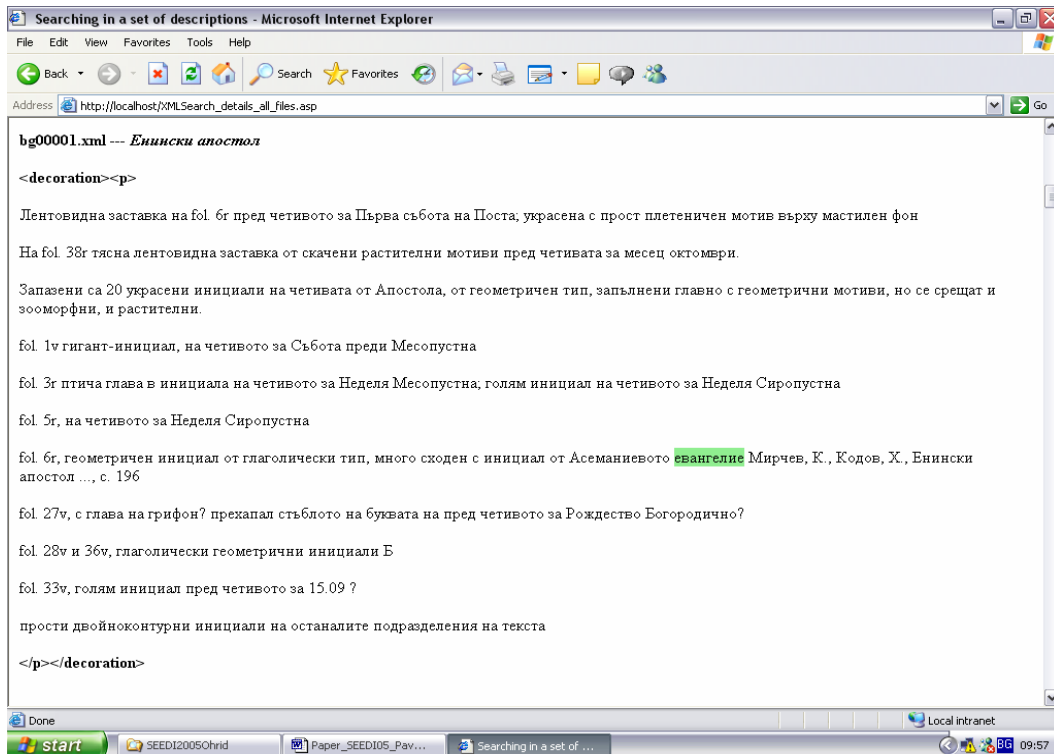 Searching in a set of descriptions - Microsoft Internet Explorer
File Edit View Favorites Tools Help
Back Search Favorites
Address http://localhost/XMLSearch_details_all_files.asp Go
bg00001.xml --- Енински апостол
<decoration><p>
Лентовидна заставка на fol. 6r пред четивото за Първа събота на Поста; украсена с прост плетеничен мотив върху мастилен фон
На fol. 38r тясна лентовидна заставка от скачени растителни мотиви пред четивата за месец октомври.
Запазени са 20 украсени инициали на четивата от Апостола, от геометричен тип, запълнени главно с геометрични мотиви, но се срещат и
зооморфни, и растителни.
fol. 1v гигант-инициал, на четивото за Събота преди Месопустна
fol. 3r птича глава в инициала на четивото за Неделя Месопустна; голям инициал на четивото за Неделя Сиропустна
fol. 5r, на четивото за Неделя Сиропустна
fol. 6r, геометричен инициал от глаголически тип, много сходен с инициал от Асеманиевото евангелие Мирчев, К., Кодов, Х., Енински
апостол ..., с. 196
fol. 27v, с глава на грифон? прехапал стъблото на буквата на пред четивото за Рождество Богородично?
fol. 28v и 36v, глаголически геометрични инициали Б
fol. 33v, голям инициал пред четивото за 15.09 ?
прости двойноконтурни инициали на останалите подразделения на текста
</p></decoration>
Done Local intranet
start SEEDI2005Ohrid Paper_SEEDI05_Pav... Searching in a set of ... BG 09:57